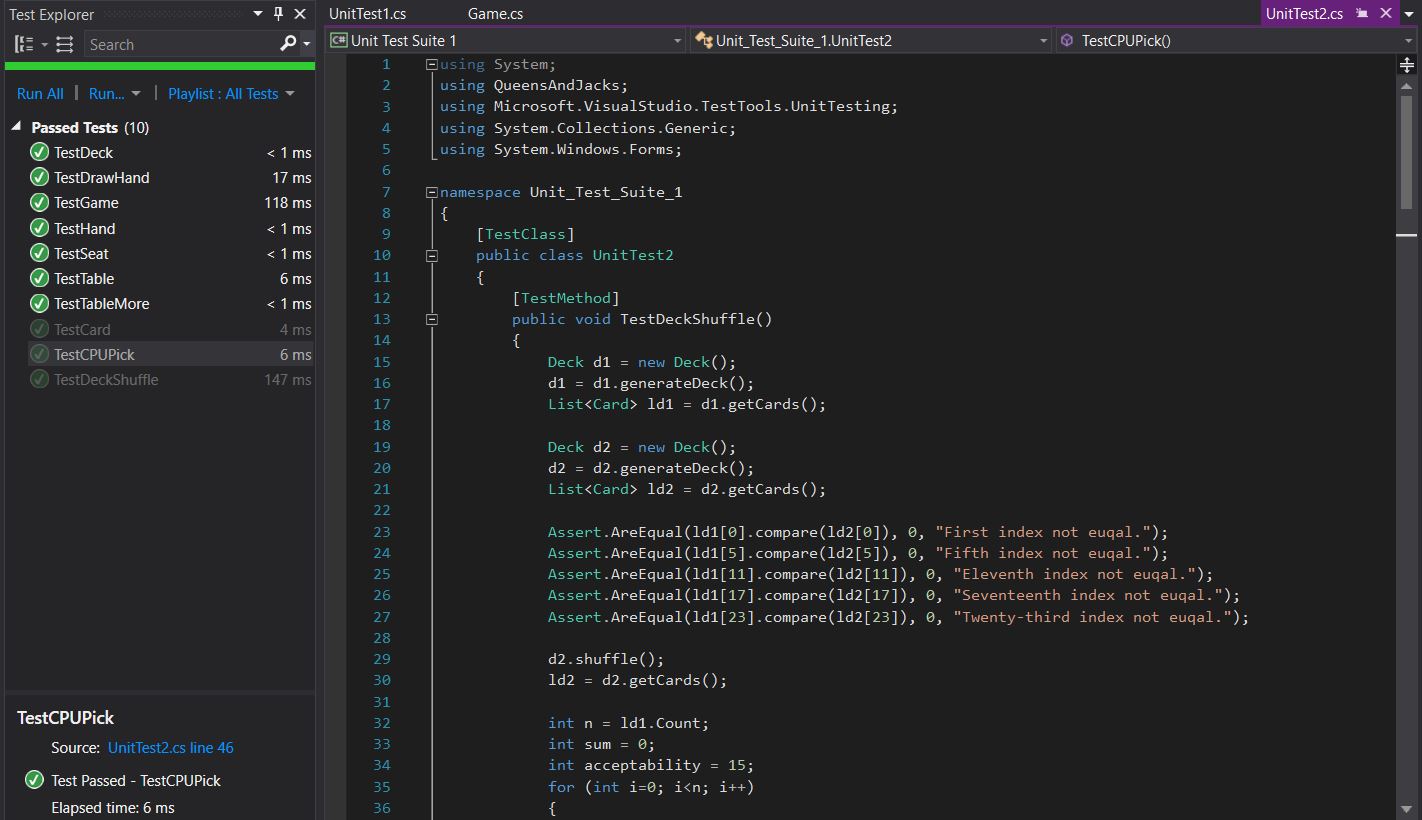 Test Explorer
Search
Run All | Run... | Playlist : All Tests
Passed Tests (10)
TestDeck < 1 ms
TestDrawHand 17 ms
TestGame 118 ms
TestHand < 1 ms
TestSeat < 1 ms
TestTable 6 ms
TestTableMore < 1 ms
TestCard 4 ms
TestCPUPick 6 ms
TestDeckShuffle 147 ms
TestCPUPick
Source: UnitTest2.cs line 46
Test Passed - TestCPUPick
Elapsed time: 6 ms
UnitTest1.cs Game.cs UnitTest2.cs
C# Unit Test Suite 1 Unit_Test_Suite_1.UnitTest2 TestCPUPick()
1 using System;
2 using QueensAndJacks;
3 using Microsoft.VisualStudio.TestTools.UnitTesting;
4 using System.Collections.Generic;
5 using System.Windows.Forms;
6
7 namespace Unit_Test_Suite_1
8 {
9 [TestClass]
10 public class UnitTest2
11 {
12 [TestMethod]
13 public void TestDeckShuffle()
14 {
15 Deck d1 = new Deck();
16 d1 = d1.generateDeck();
17 List<Card> ld1 = d1.getCards();
18
19 Deck d2 = new Deck();
20 d2 = d2.generateDeck();
21 List<Card> ld2 = d2.getCards();
22
23 Assert.AreEqual(ld1[0].compare(ld2[0]), 0, "First index not euqal.");
24 Assert.AreEqual(ld1[5].compare(ld2[5]), 0, "Fifth index not euqal.");
25 Assert.AreEqual(ld1[11].compare(ld2[11]), 0, "Eleventh index not euqal.");
26 Assert.AreEqual(ld1[17].compare(ld2[17]), 0, "Seventeenth index not euqal.");
27 Assert.AreEqual(ld1[23].compare(ld2[23]), 0, "Twenty-third index not euqal.");
28
29 d2.shuffle();
30 ld2 = d2.getCards();
31
32 int n = ld1.Count;
33 int sum = 0;
34 int acceptability = 15;
35 for (int i=0; i<n; i++)
36 {